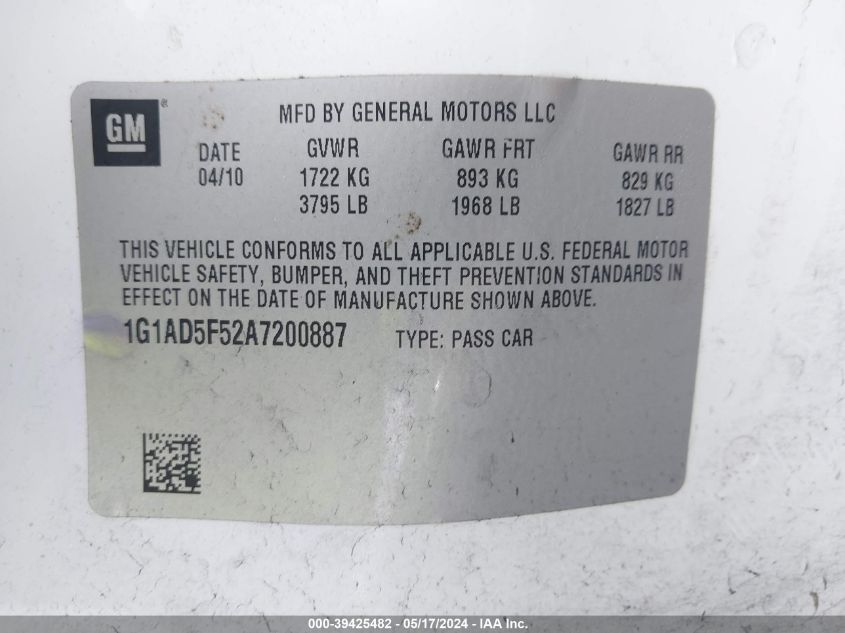 GM ®
MFD BY GENERAL MOTORS LLC
DATE GVWR GAWR FRT GAWR RR
04/10 1722 KG 893 KG 829 KG
3795 LB 1968 LB 1827 LB
THIS VEHICLE CONFORMS TO ALL APPLICABLE U.S. FEDERAL MOTOR
VEHICLE SAFETY, BUMPER, AND THEFT PREVENTION STANDARDS IN
EFFECT ON THE DATE OF MANUFACTURE SHOWN ABOVE.
1G1AD5F52A7200887 TYPE: PASS CAR
000-39425482 - 05/17/2024 - IAA Inc.